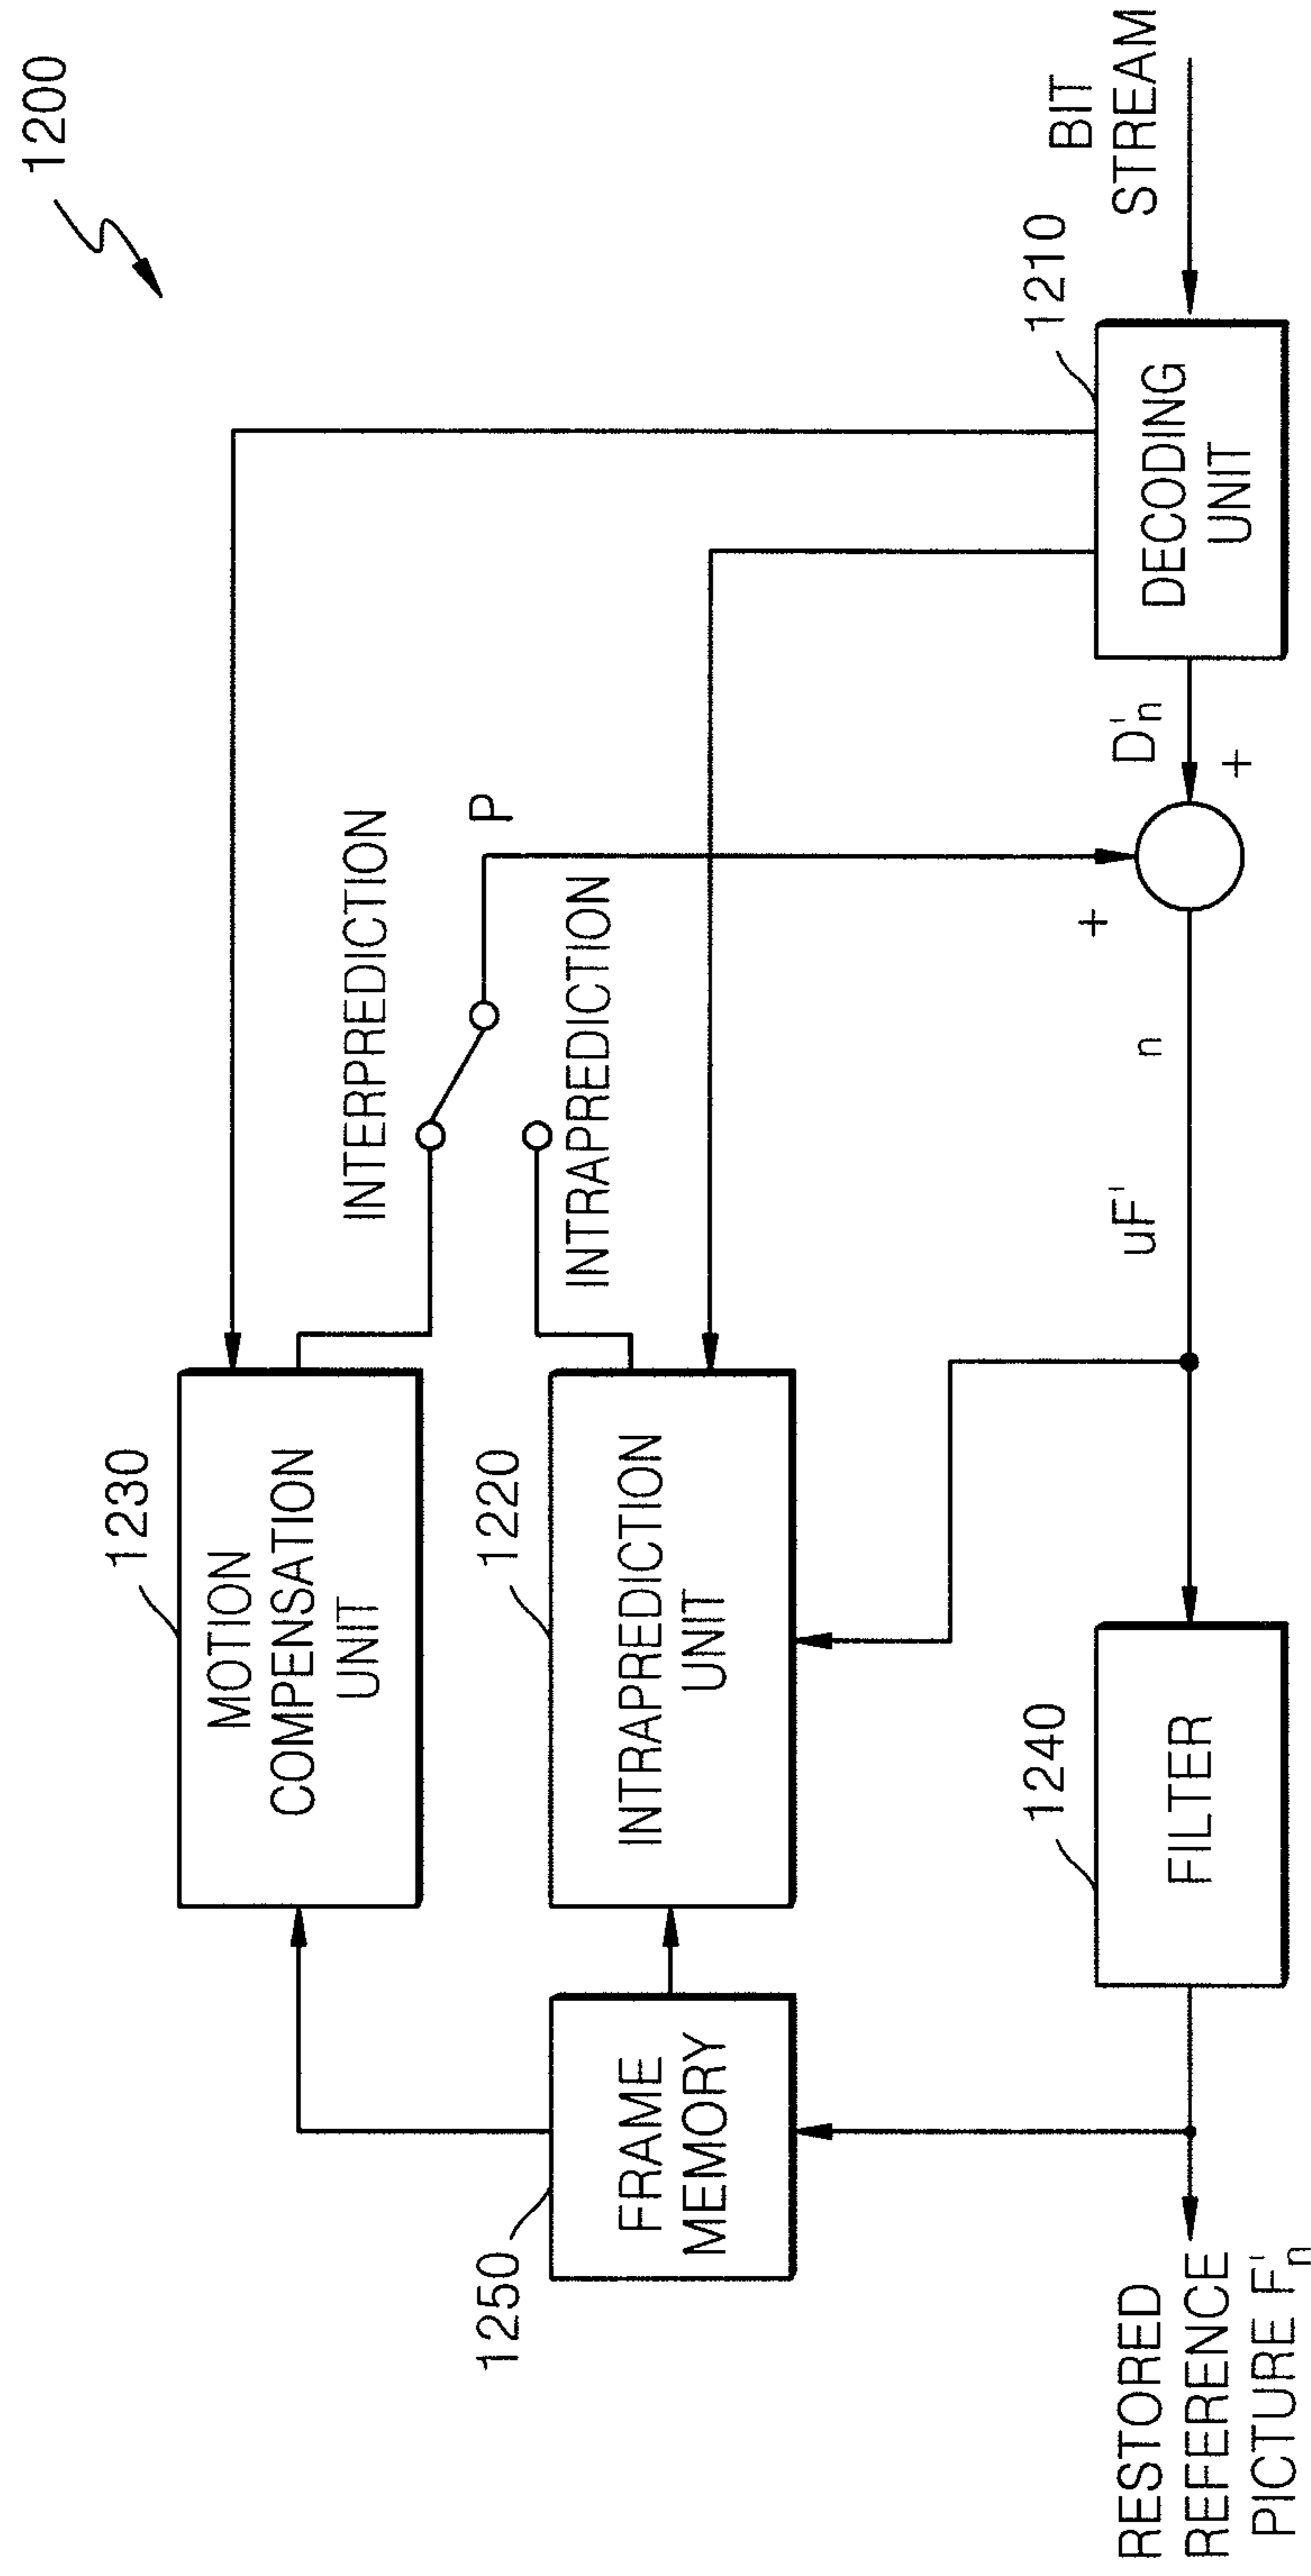 1200
1230
MOTION
COMPENSATION
UNIT
INTERPREDICTION
P
1250
FRAME
MEMORY
1220
INTRAPREDICTION
UNIT
INTRAPREDICTION
RESTORED
REFERENCE
PICTURE F'n
1240
FILTER
uF'
n
+
D'n
+
1210
DECODING
UNIT
BIT
STREAM